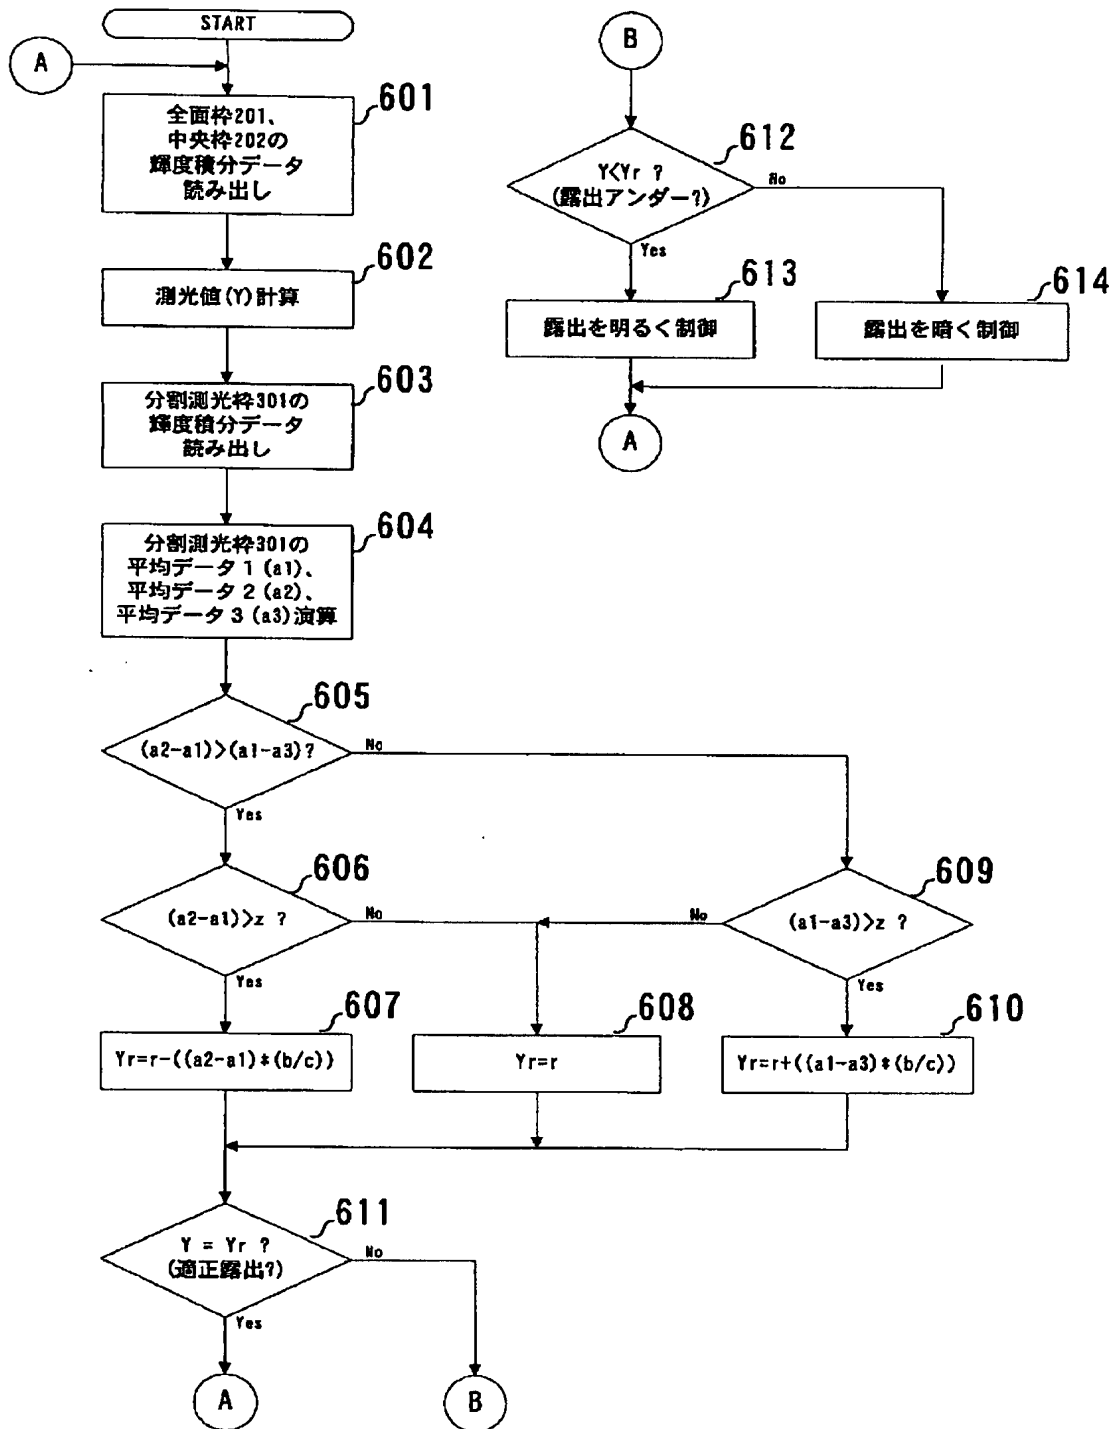 START
A
601
全面枠201、
中央枠202の
輝度積分データ
読み出し
602
測光値(Y)計算
603
分割測光枠301の
輝度積分データ
読み出し
604
分割測光枠301の
平均データ1(a1)、
平均データ2(a2)、
平均データ3(a3)演算
605
(a2-a1)>(a1-a3)?
No
Yes
606
(a2-a1)>z ?
No
Yes
609
(a1-a3)>z ?
No
Yes
607
Yr=r-((a2-a1)*(b/c))
608
Yr=r
610
Yr=r+((a1-a3)*(b/c))
611
Y = Yr ?
(適正露出?)
No
Yes
A
B
B
612
Y<Yr ?
(露出アンダー?)
No
Yes
613
露出を明るく制御
614
露出を暗く制御
A